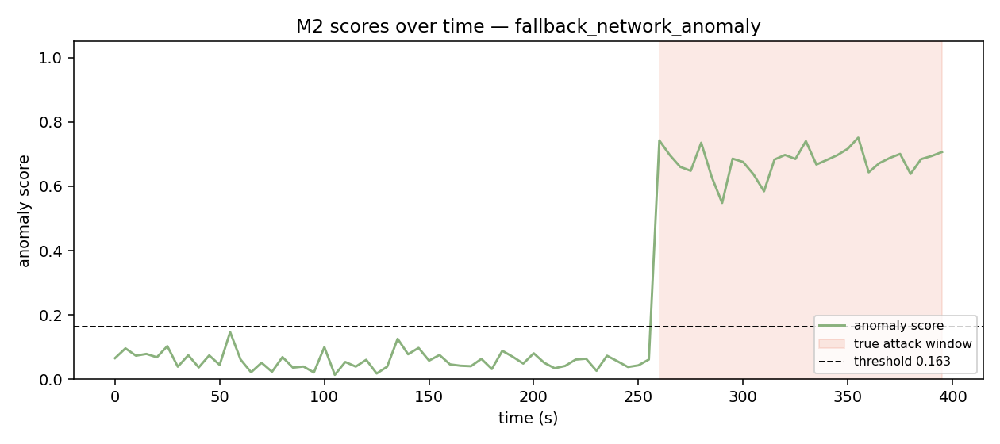 M2 scores over time — fallback_network_anomaly
anomaly score
1.0
0.8
0.6
0.4
0.2
0.0
0 50 100 150 200 250 300 350 400
time (s)
anomaly score
true attack window
threshold 0.163